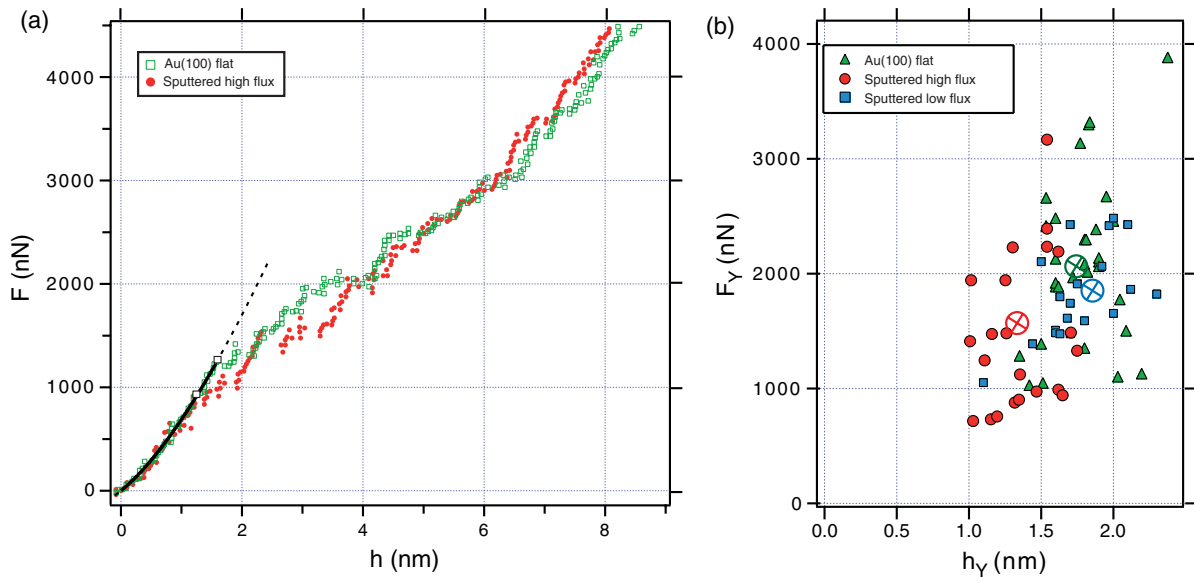 (a)
Au(100) flat
Sputtered high flux
4000
3000
2000
1000
0
F (nN)
0 2 4 6 8
h (nm)
(b)
Au(100) flat
Sputtered high flux
Sputtered low flux
4000
3000
2000
1000
0
F_Y (nN)
0.0 0.5 1.0 1.5 2.0
h_Y (nm)